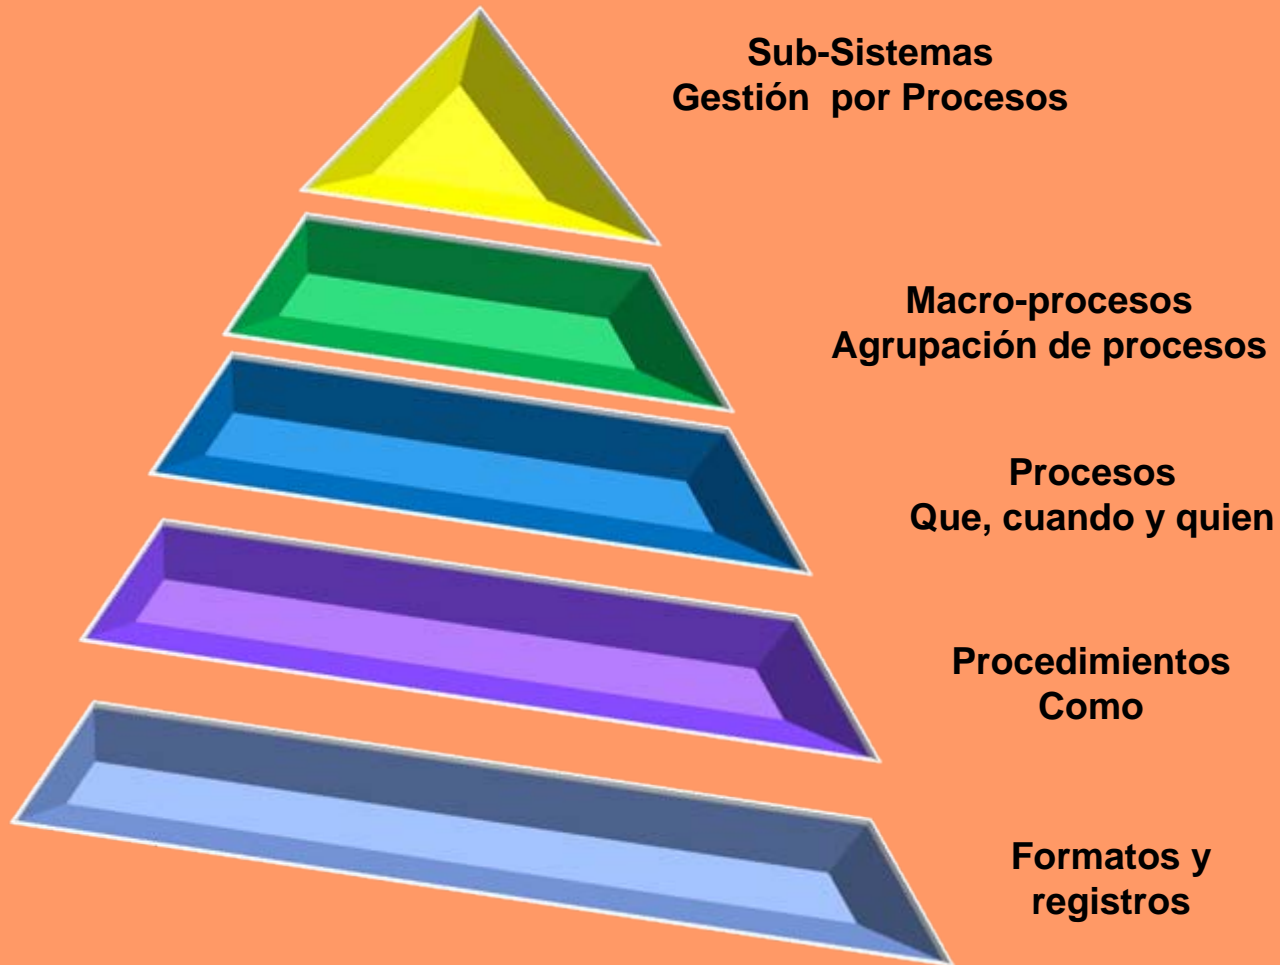 Sub-Sistemas
Gestión por Procesos
Macro-procesos
Agrupación de procesos
Procesos
Que, cuando y quien
Procedimientos
Como
Formatos y
registros